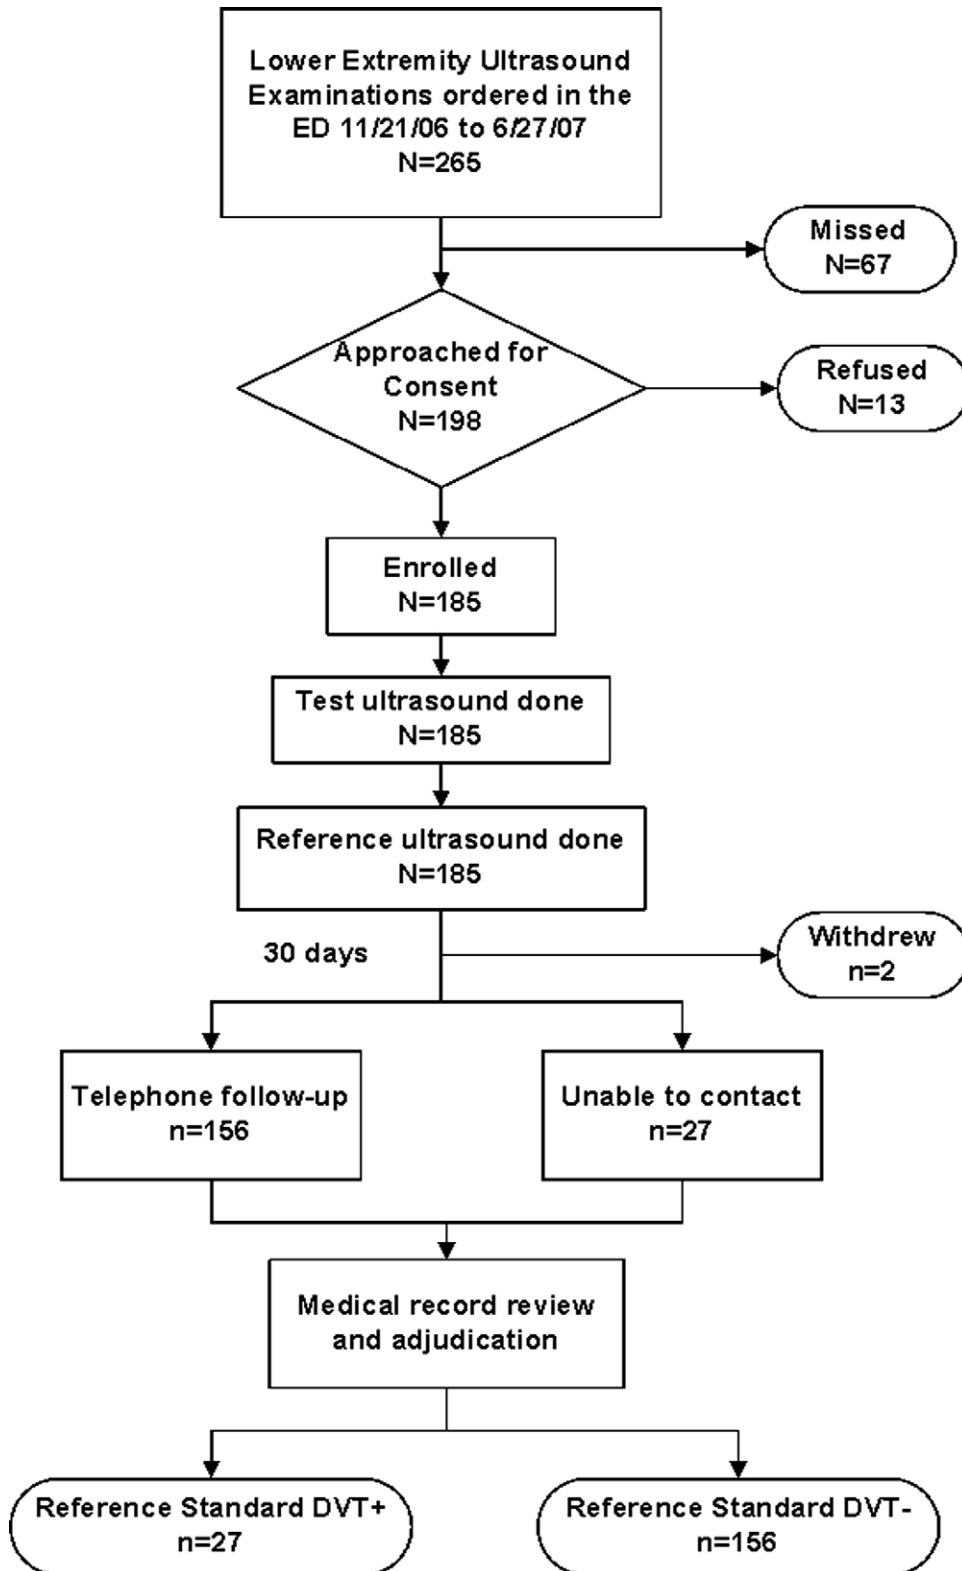 Lower Extremity Ultrasound
Examinations ordered in the
ED 11/21/06 to 6/27/07
N=265
Missed
N=67
Approached for
Consent
N=198
Refused
N=13
Enrolled
N=185
Test ultrasound done
N=185
Reference ultrasound done
N=185
30 days
Withdrew
n=2
Telephone follow-up
n=156
Unable to contact
n=27
Medical record review
and adjudication
Reference Standard DVT+
n=27
Reference Standard DVT-
n=156